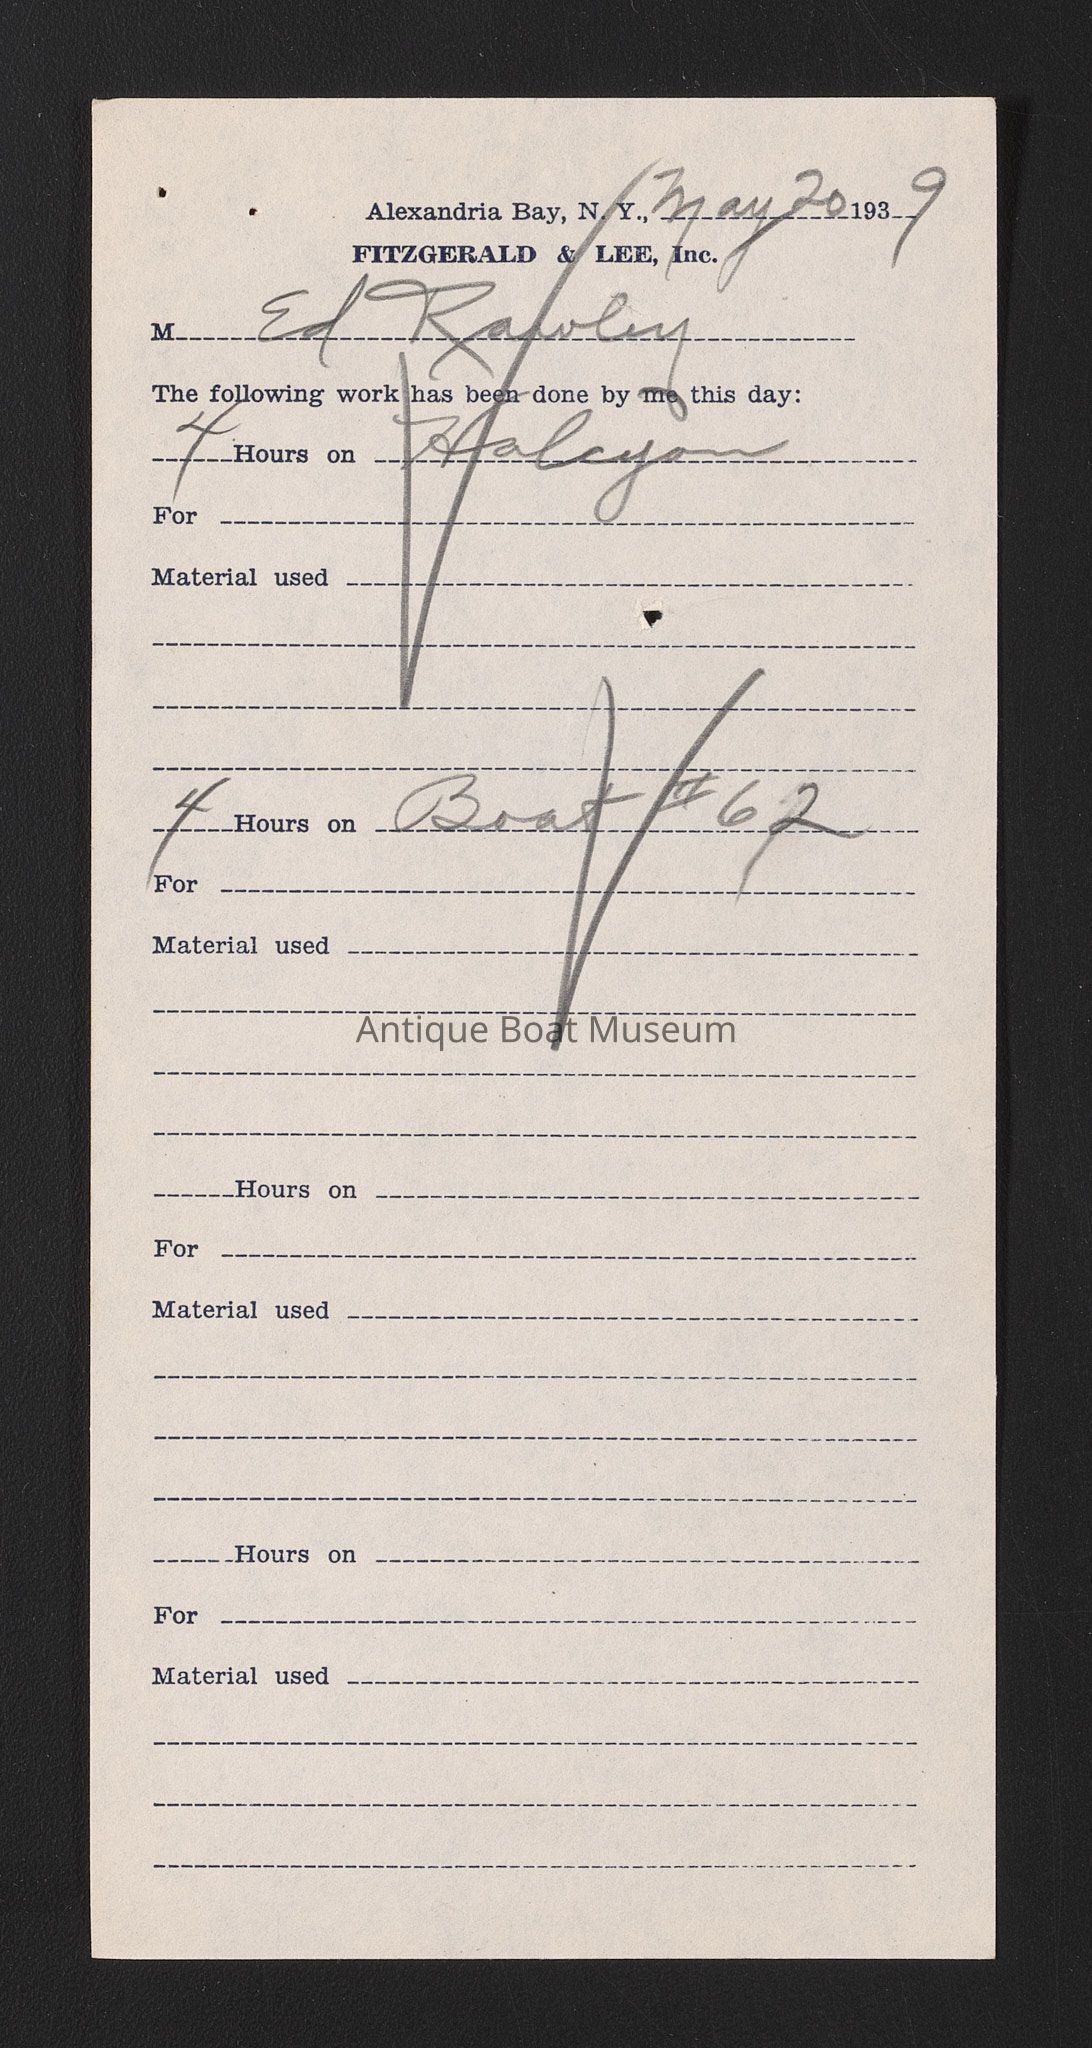 Alexandria Bay, N. Y., May 20 1939
FITZGERALD & LEE, Inc.
M Ed Rawley
The following work has been done by me this day:
4 Hours on Halcyon
For
Material used
4 Hours on Boat #62
For
Material used
Antique Boat Museum
Hours on
For
Material used
Hours on
For
Material used